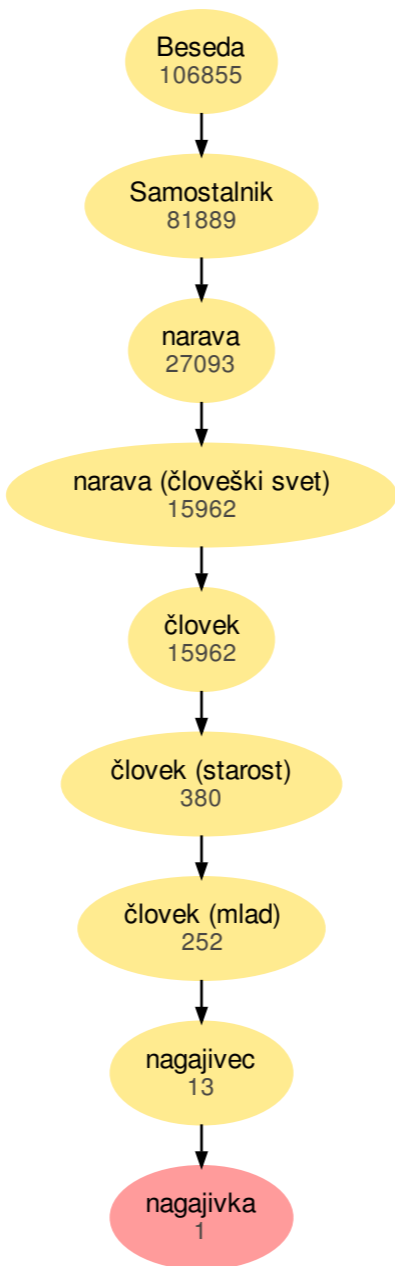 Beseda
106855
Samostalnik
81889
narava
27093
narava (človeški svet)
15962
človek
15962
človek (starost)
380
človek (mlad)
252
nagajivec
13
nagajivka
1